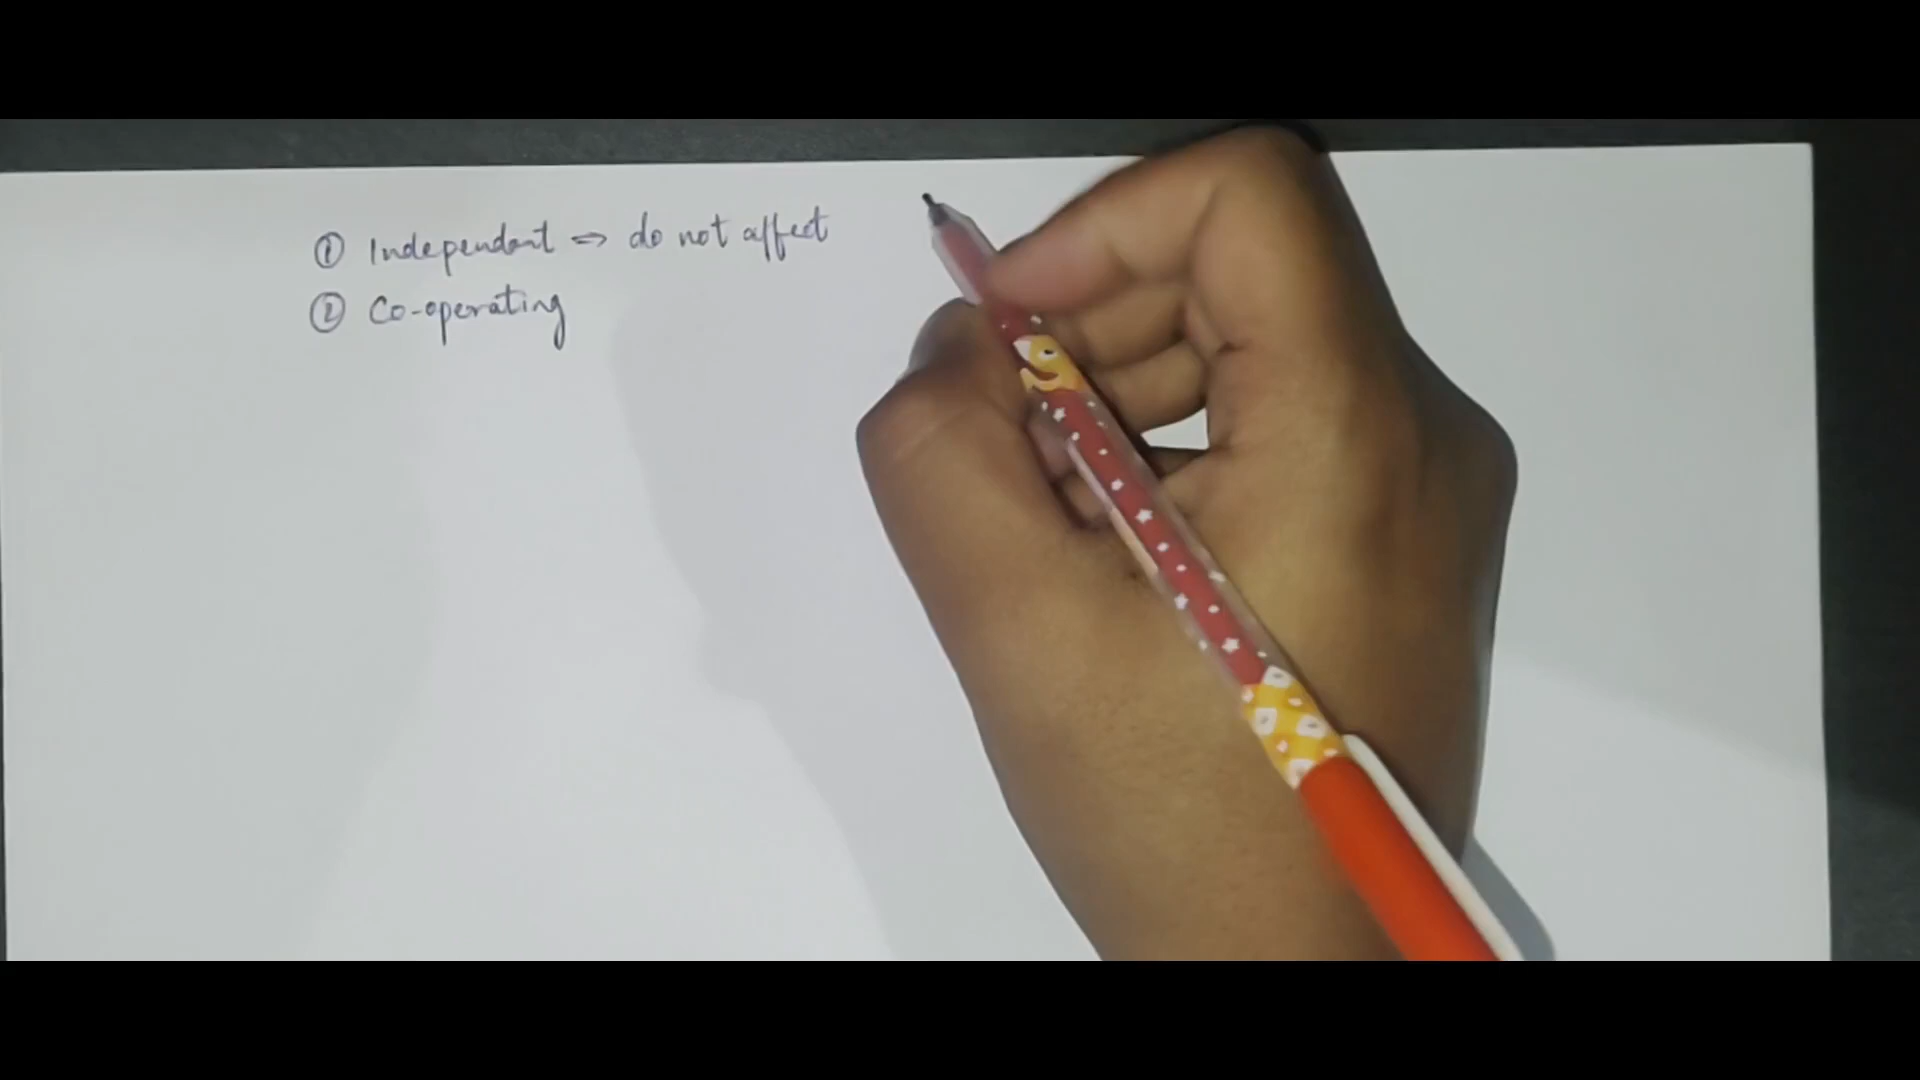 ① Independent => do not affect
② Co-operating